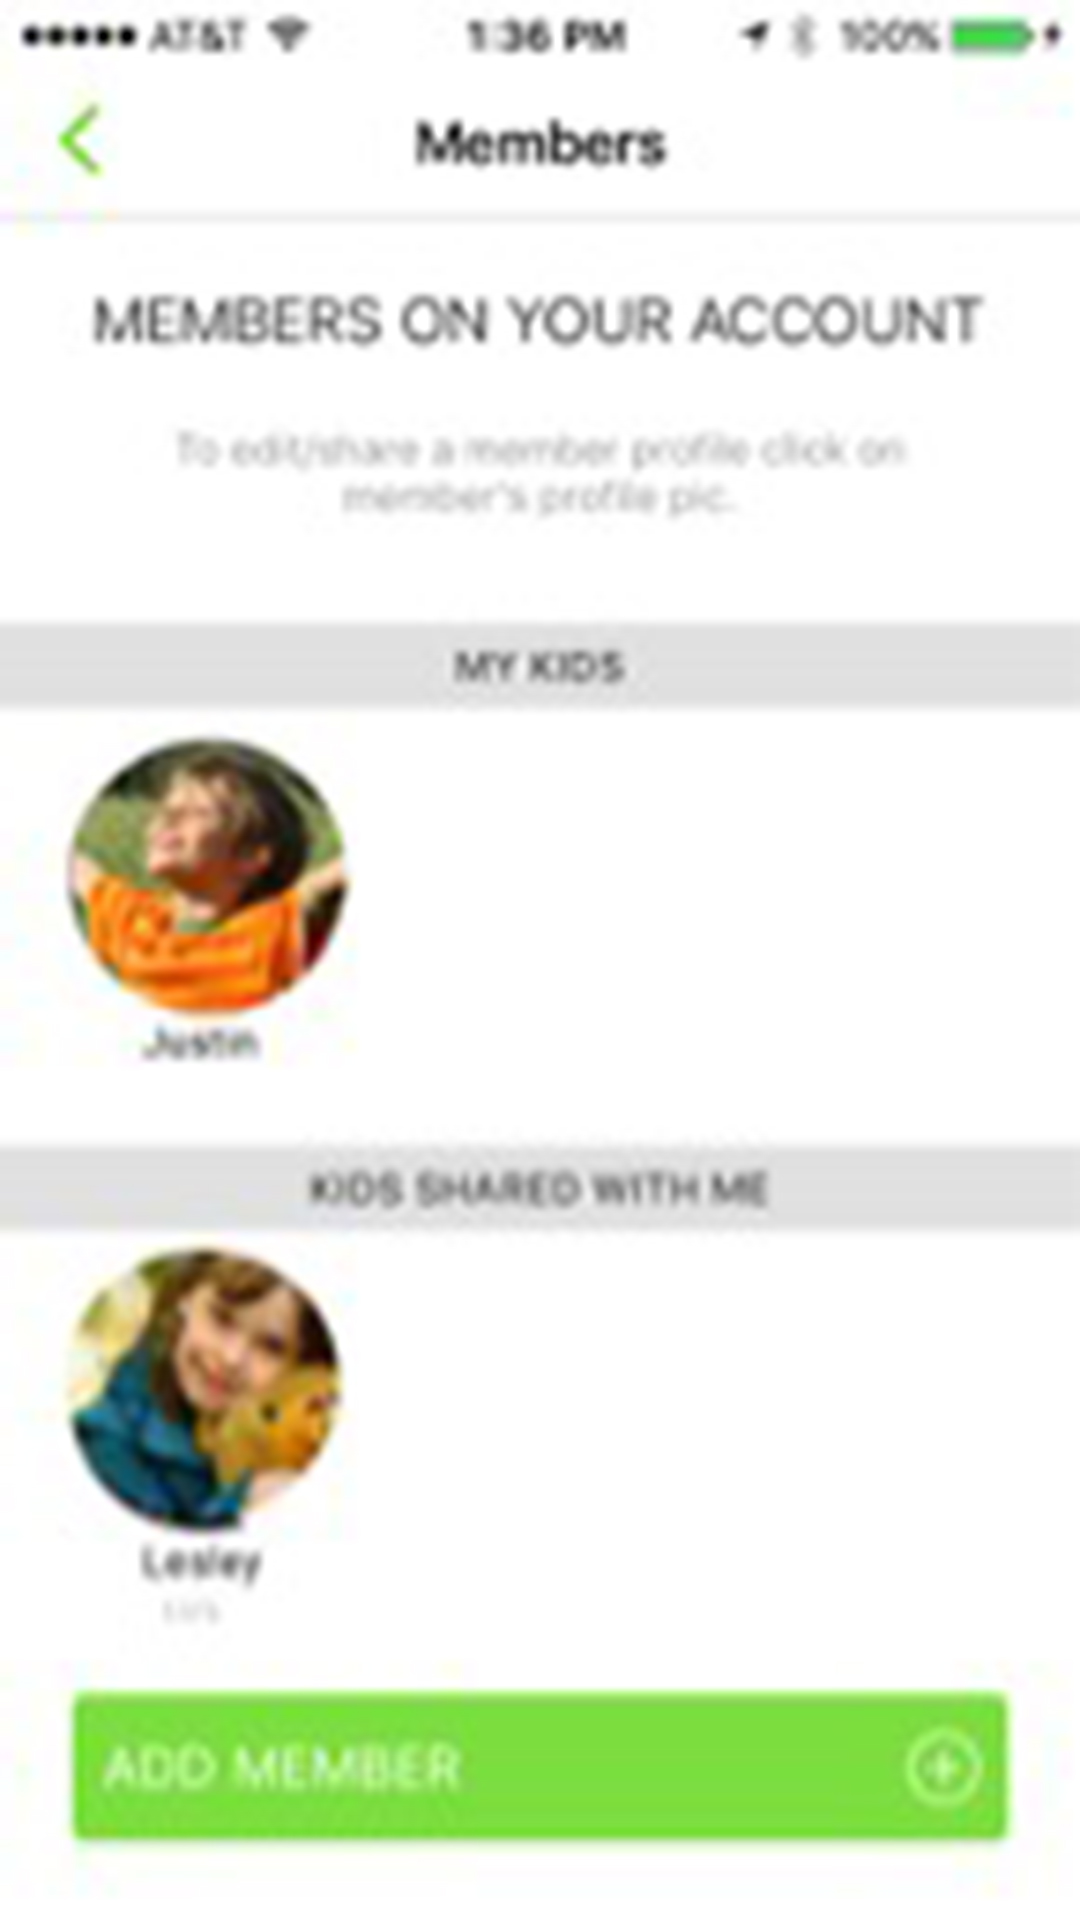 AT&T 1:36 PM 100%
Members
MEMBERS ON YOUR ACCOUNT
To edit/share a member profile click on
member's profile pic.
MY KIDS
Justin
KIDS SHARED WITH ME
Lesley
ADD MEMBER